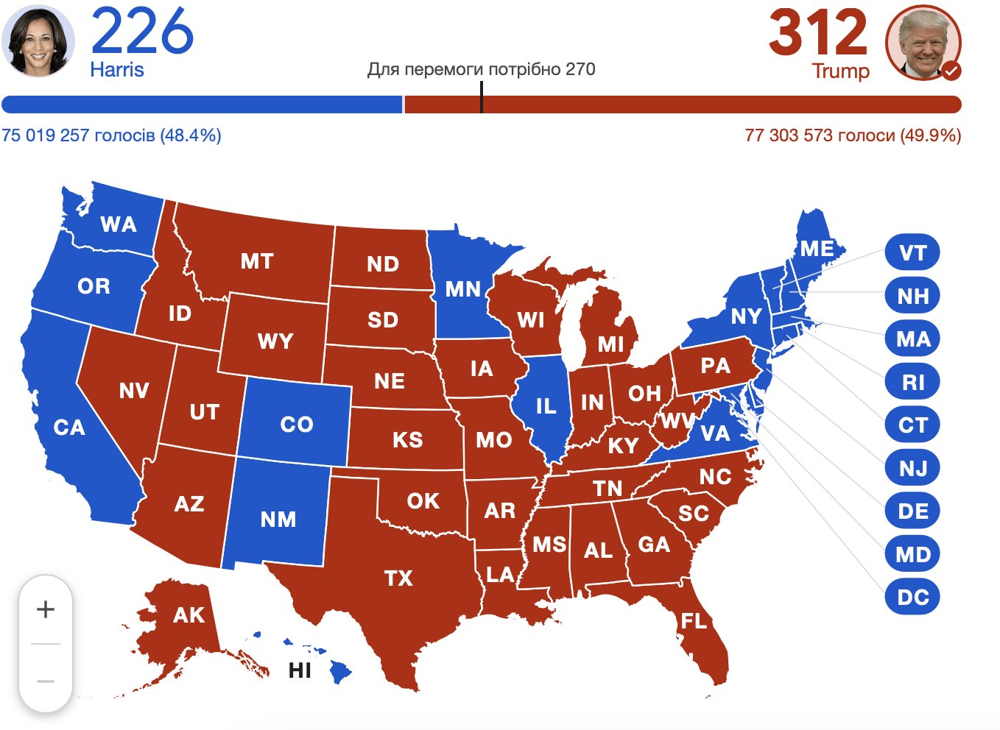 226
Harris
312
Trump
Для перемоги потрібно 270
75 019 257 голосів (48.4%)
77 303 573 голоси (49.9%)
WA
MT
ND
MN
ME
VT
OR
ID
SD
WI
NY
NH
WY
MI
MA
NV
NE
IA
PA
RI
UT
CO
IL
IN
OH
CA
KS
MO
WV
VA
CT
KY
NJ
AZ
NM
OK
AR
TN
NC
SC
DE
TX
LA
MS
AL
GA
MD
AK
HI
FL
DC
+
−